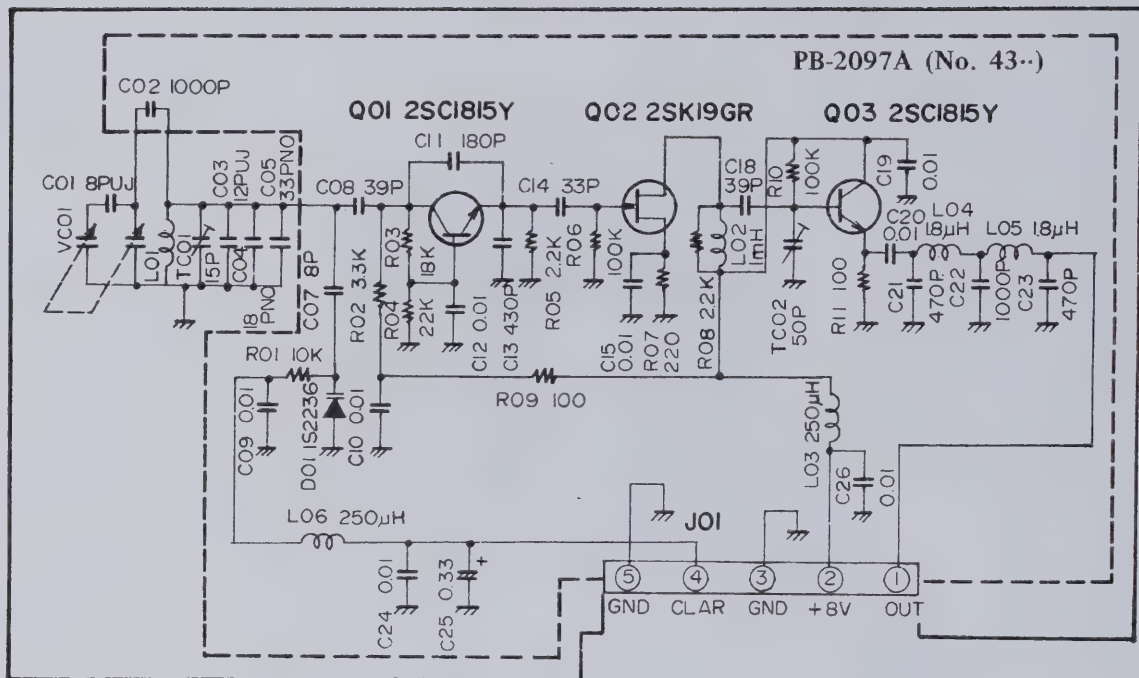 PB-2097A (No. 43··)
C02 1000P
Q01 2SC1815Y
Q02 2SK19GR
Q03 2SC1815Y
C11 180P
C01 8PUJ
VC01
L01
TC01
15P
C03
12PUJ
C04
18
PNO
C05
33PNO
C08 39P
C07 8P
R02 3.3K
R03
18K
R04
22K
C12 0.01
C13 430P
C14 33P
R05 2.2K
R06
100K
C15
0.01
R07
220
R08 2.2K
L02
1mH
C18
39P
R10
100K
TC02
50P
C19
0.01
C20
0.01
R11 100
L04
1.8μH
L05 1.8μH
C21
470P
C22
1000P
C23
470P
R01 10K
C09 0.01
D01 1S2236
C10 0.01
R09 100
L03 250μH
C26
0.01
L06 250μH
C24 0.01
C25 0.33
+
J01
5 4 3 2 1
GND CLAR GND +8V OUT